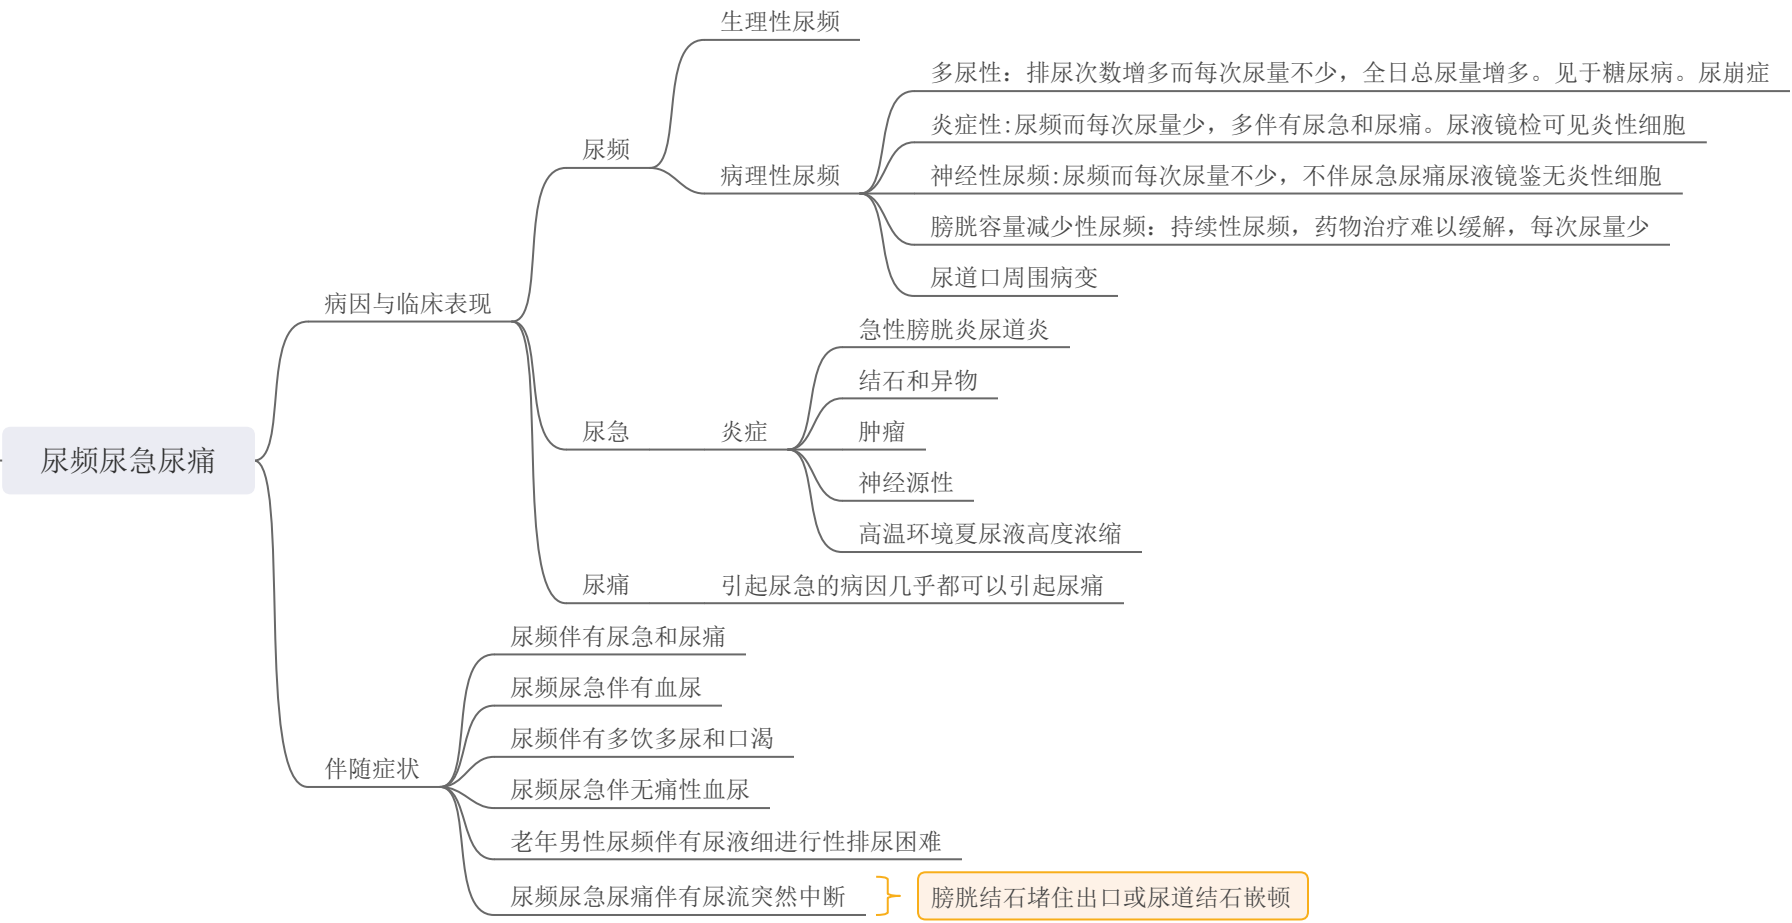 尿频尿急尿痛
病因与临床表现
尿频
生理性尿频
病理性尿频
多尿性：排尿次数增多而每次尿量不少，全日总尿量增多。见于糖尿病。尿崩症
炎症性:尿频而每次尿量少，多伴有尿急和尿痛。尿液镜检可见炎性细胞
神经性尿频:尿频而每次尿量不少，不伴尿急尿痛尿液镜鉴无炎性细胞
膀胱容量减少性尿频：持续性尿频，药物治疗难以缓解，每次尿量少
尿道口周围病变
尿急
炎症
急性膀胱炎尿道炎
结石和异物
肿瘤
神经源性
高温环境夏尿液高度浓缩
尿痛
引起尿急的病因几乎都可以引起尿痛
伴随症状
尿频伴有尿急和尿痛
尿频尿急伴有血尿
尿频伴有多饮多尿和口渴
尿频尿急伴无痛性血尿
老年男性尿频伴有尿液细进行性排尿困难
尿频尿急尿痛伴有尿流突然中断
膀胱结石堵住出口或尿道结石嵌顿